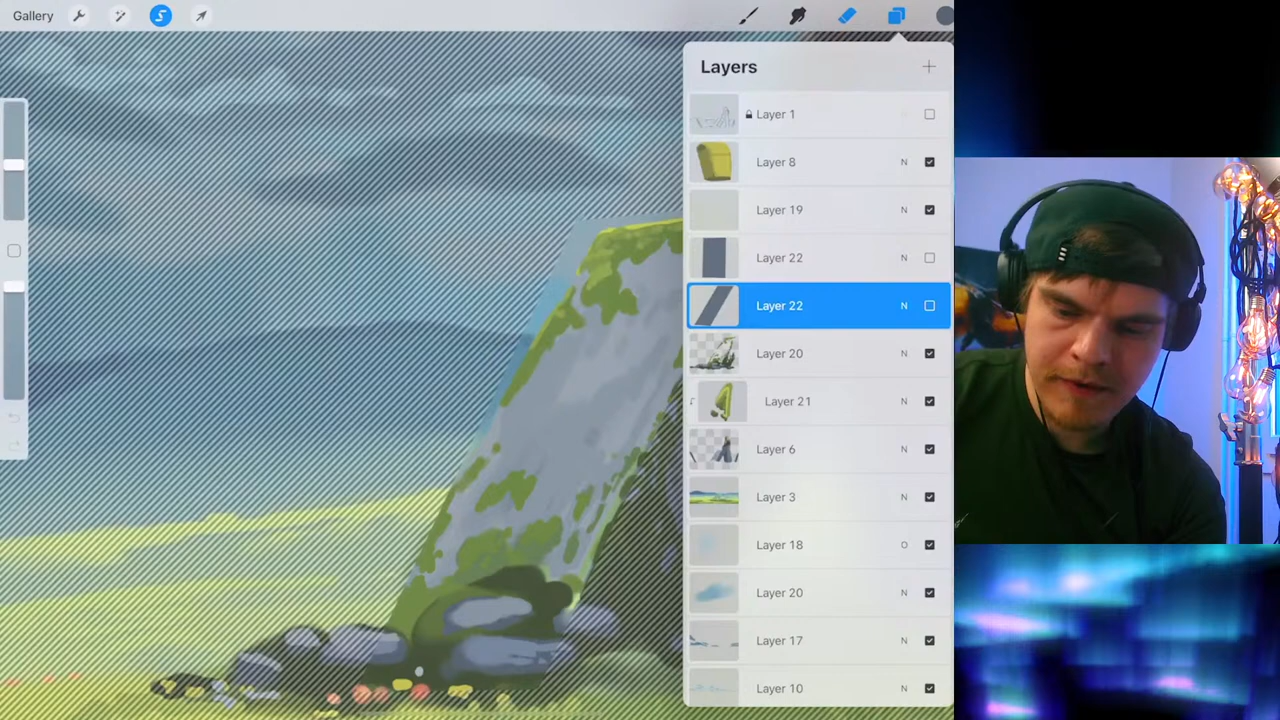 Gallery
Layers
Layer 1
Layer 8 N
Layer 19 N
Layer 22 N
Layer 22 N
Layer 20 N
Layer 21 N
Layer 6 N
Layer 3 N
Layer 18 O
Layer 20 N
Layer 17 N
Layer 10 N